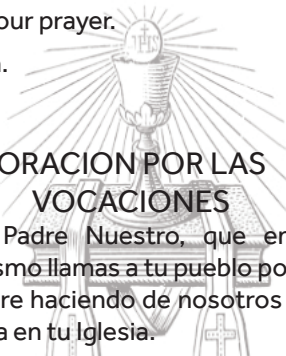 our prayer.
IHS
ORACION POR LAS
VOCACIONES
Padre Nuestro, que en
smo llamas a tu pueblo po
re haciendo de nosotros
a en tu Iglesia.